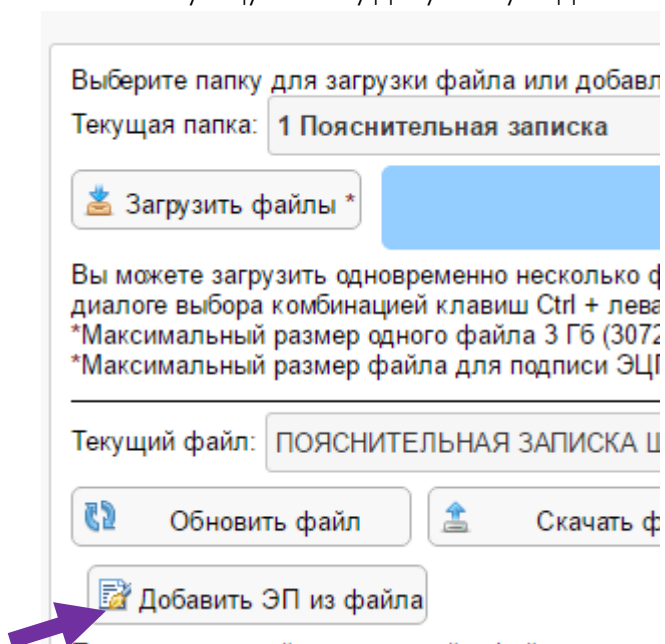 Выберите папку для загрузки файла или добавл
Текущая папка: 1 Пояснительная записка
Загрузить файлы *
Вы можете загрузить одновременно несколько ф
диалоге выбора комбинацией клавиш Ctrl + лева
*Максимальный размер одного файла 3 Гб (3072
*Максимальный размер файла для подписи ЭЦП
Текущий файл: ПОЯСНИТЕЛЬНАЯ ЗАПИСКА Ш
Обновить файл Скачать ф
Добавить ЭП из файла